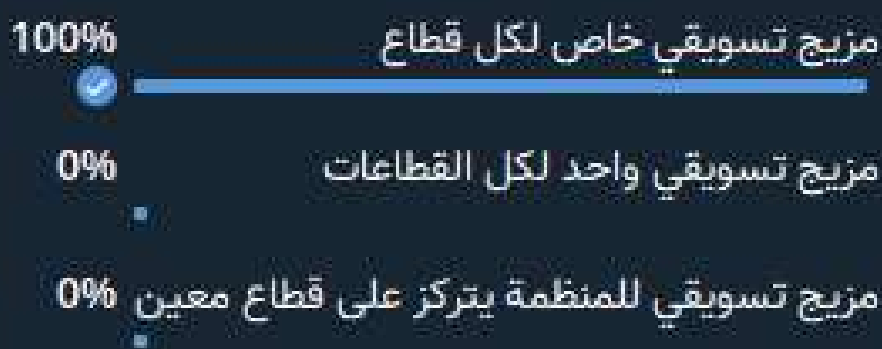 مزيج تسويقي خاص لكل قطاع 100%
مزيج تسويقي واحد لكل القطاعات 0%
مزيج تسويقي للمنظمة يتركز على قطاع معين 0%